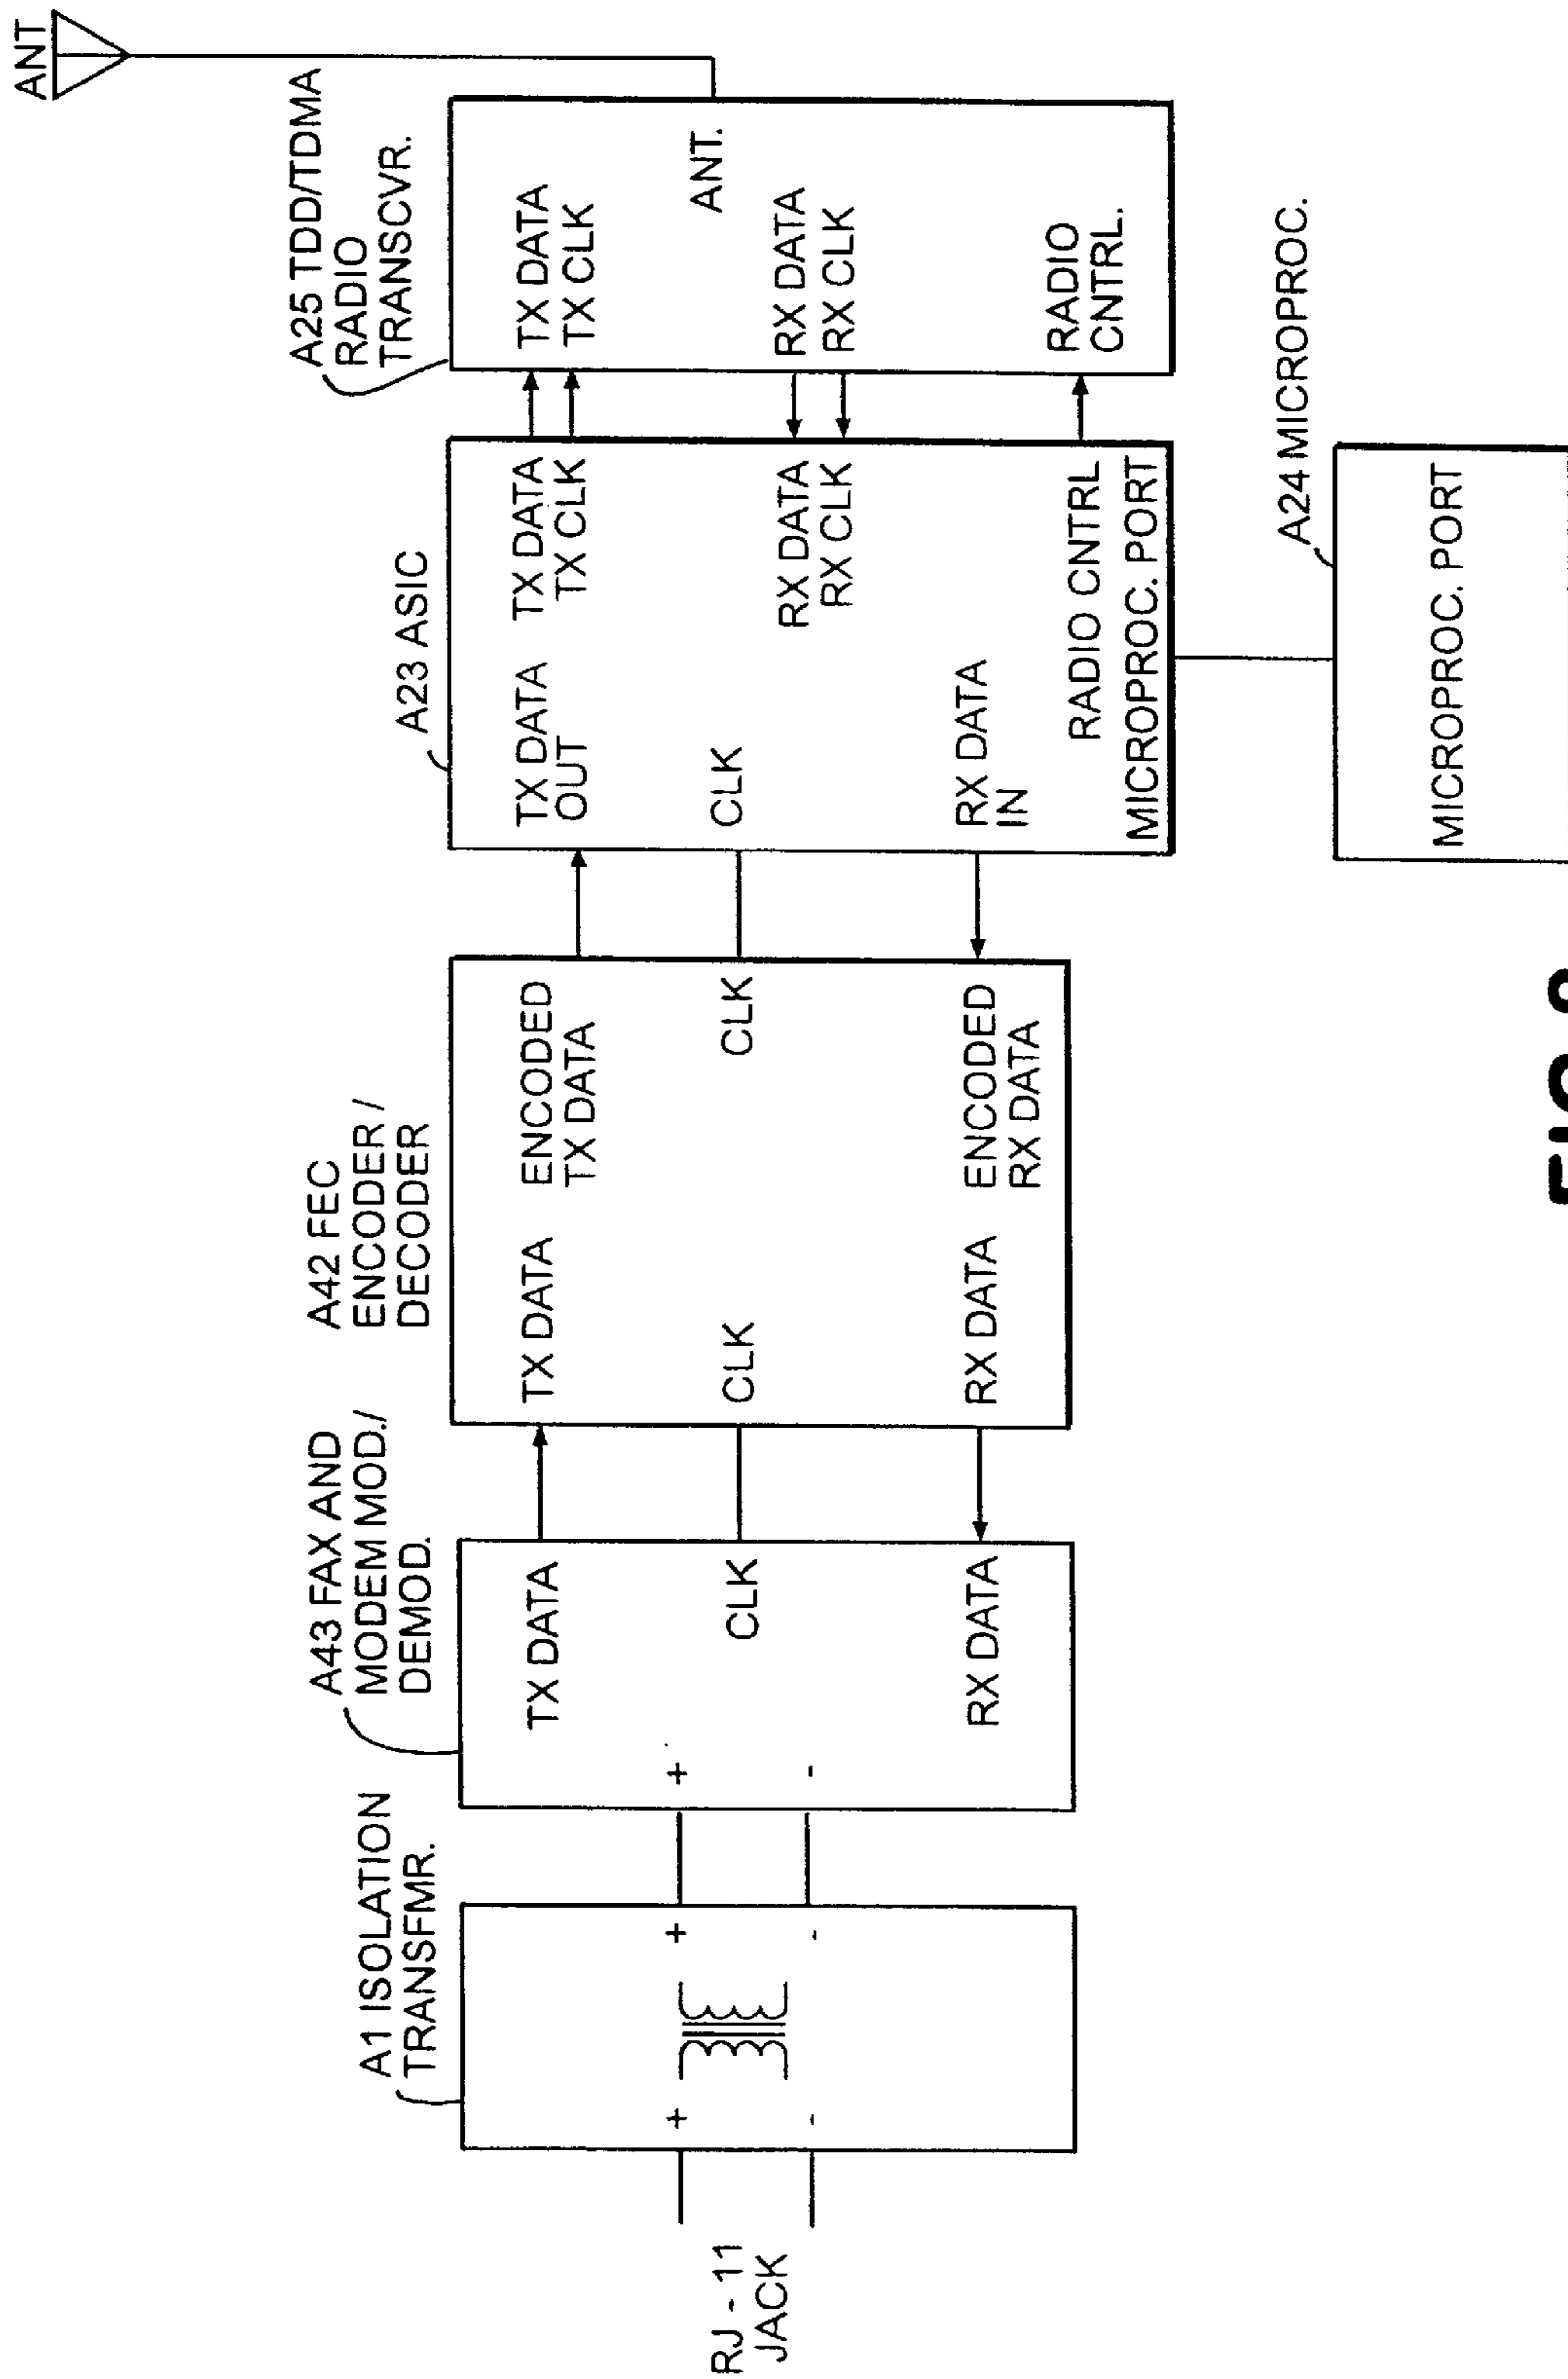 RJ - 11
JACK
A1 ISOLATION
TRANSFMR.
+
-
+
-
A43 FAX AND
MODEM MOD./
DEMOD.
+
-
TX DATA
CLK
RX DATA
A42 FEC
ENCODER /
DECODER
TX DATA
CLK
RX DATA
ENCODED
TX DATA
CLK
ENCODED
RX DATA
A23 ASIC
TX DATA
OUT
CLK
RX DATA
IN
TX DATA
TX CLK
RX DATA
RX CLK
RADIO CNTRL
MICROPROC. PORT
A25 TDD/TDMA
RADIO
TRANSCVR.
TX DATA
TX CLK
ANT.
RX DATA
RX CLK
RADIO
CNTRL.
ANT
A24 MICROPROC.
MICROPROC. PORT